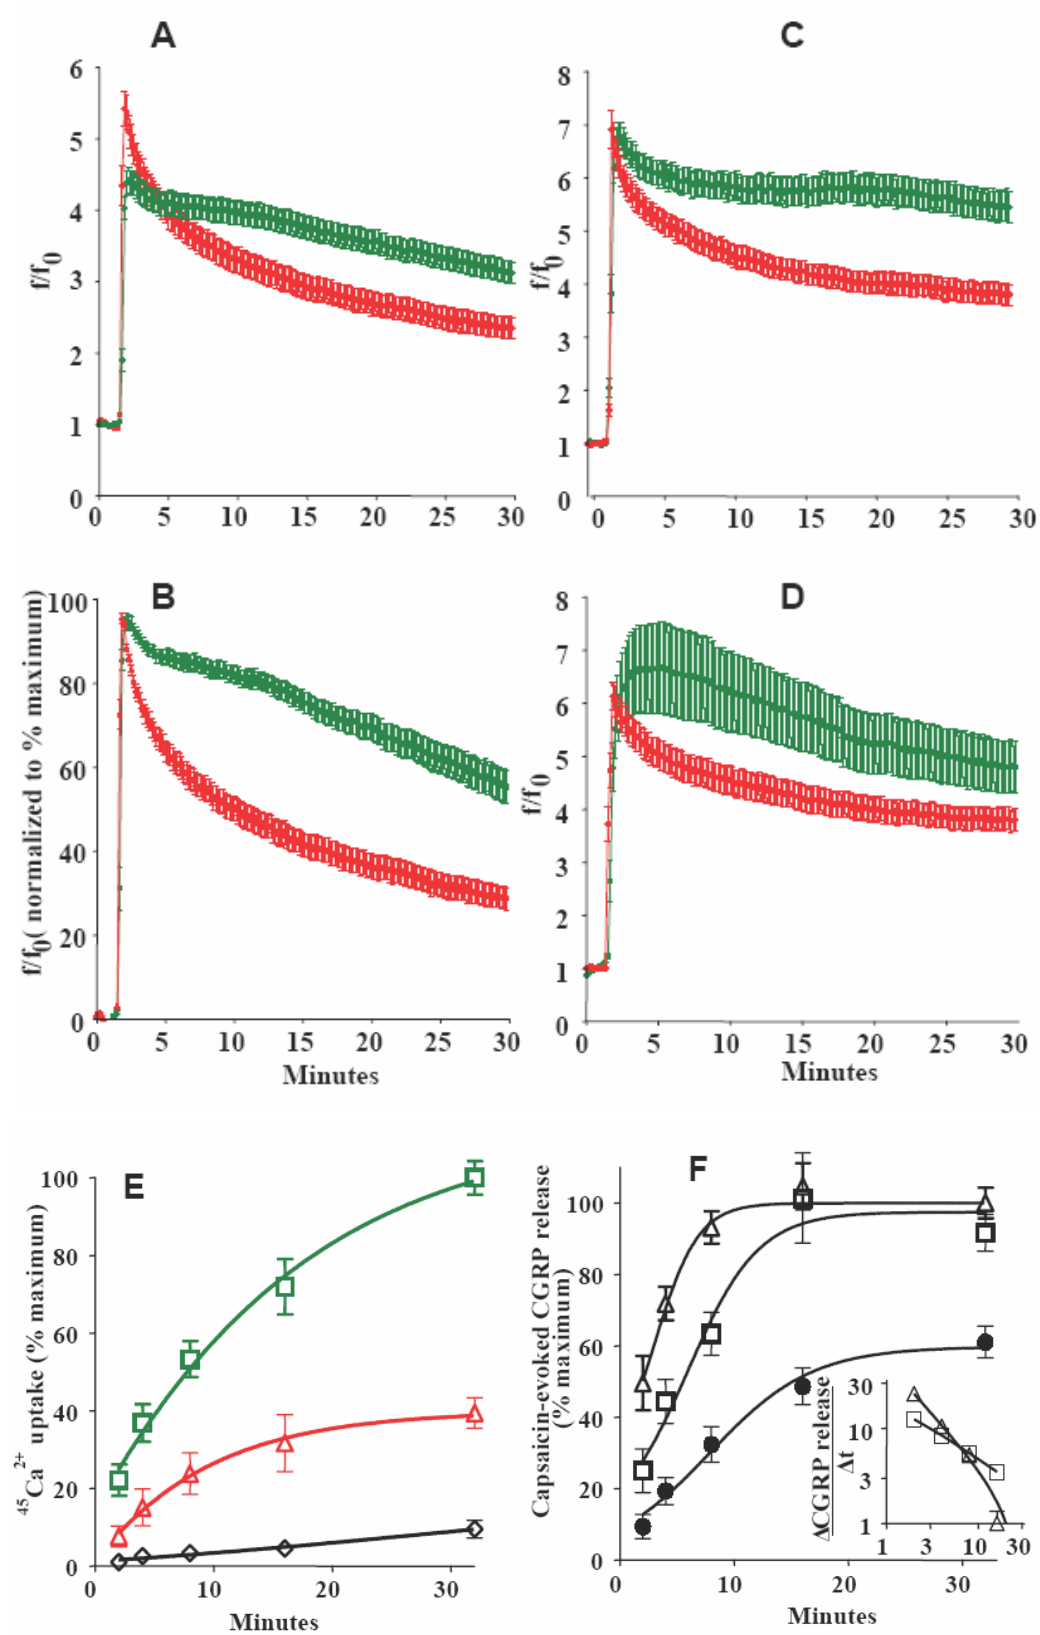 A
6
5
4
3
2
1
0
f/f0
0 5 10 15 20 25 30
C
8
7
6
5
4
3
2
1
0
f/f0
0 5 10 15 20 25 30
B
100
80
60
40
20
0
f/f0( normalized to % maximum)
0 5 10 15 20 25 30
Minutes
D
8
7
6
5
4
3
2
1
0
f/f0
0 5 10 15 20 25 30
Minutes
E
100
80
60
40
20
0
45Ca2+ uptake (% maximum)
0 10 20 30
Minutes
F
100
80
60
40
20
0
Capsaicin-evoked CGRP release
(% maximum)
0 10 20 30
Minutes
30
10
3
1
ΔCGRP release
Δt
1 3 10 30